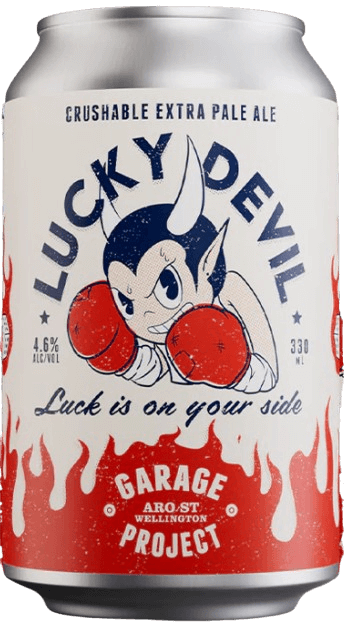 CRUSHABLE EXTRA PALE ALE
LUCKY DEVIL
4.6%
ALC/VOL
330
ML
Luck is on your side
GARAGE
ARO ST
WELLINGTON
PROJECT